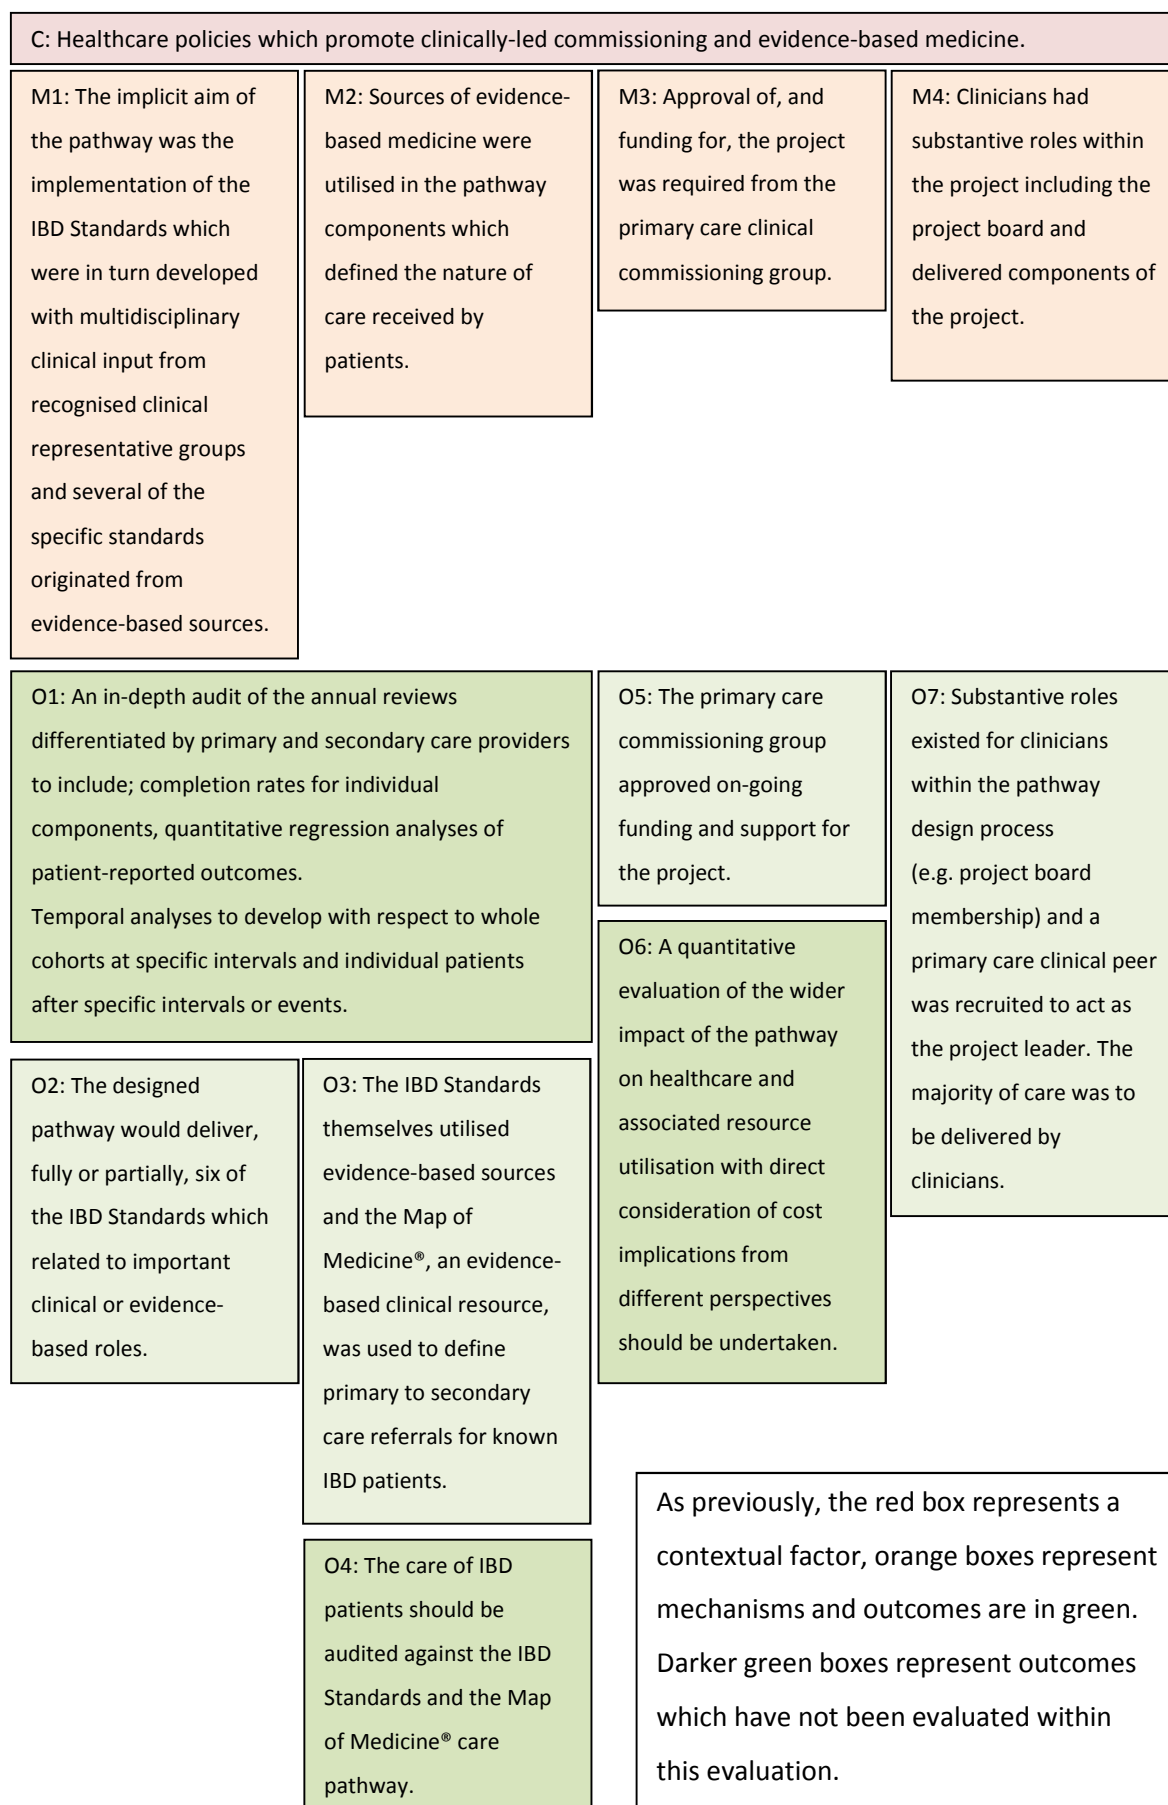 C: Healthcare policies which promote clinically-led commissioning and evidence-based medicine.
M1: The implicit aim of
the pathway was the
implementation of the
IBD Standards which
were in turn developed
with multidisciplinary
clinical input from
recognised clinical
representative groups
and several of the
specific standards
originated from
evidence-based sources.
M2: Sources of evidence-
based medicine were
utilised in the pathway
components which
defined the nature of
care received by
patients.
M3: Approval of, and
funding for, the project
was required from the
primary care clinical
commissioning group.
M4: Clinicians had
substantive roles within
the project including the
project board and
delivered components of
the project.
O1: An in-depth audit of the annual reviews
differentiated by primary and secondary care providers
to include; completion rates for individual
components, quantitative regression analyses of
patient-reported outcomes.
Temporal analyses to develop with respect to whole
cohorts at specific intervals and individual patients
after specific intervals or events.
O2: The designed
pathway would deliver,
fully or partially, six of
the IBD Standards which
related to important
clinical or evidence-
based roles.
O3: The IBD Standards
themselves utilised
evidence-based sources
and the Map of
Medicine®, an evidence-
based clinical resource,
was used to define
primary to secondary
care referrals for known
IBD patients.
O4: The care of IBD
patients should be
audited against the IBD
Standards and the Map
of Medicine® care
pathway.
O5: The primary care
commissioning group
approved on-going
funding and support for
the project.
O6: A quantitative
evaluation of the wider
impact of the pathway
on healthcare and
associated resource
utilisation with direct
consideration of cost
implications from
different perspectives
should be undertaken.
O7: Substantive roles
existed for clinicians
within the pathway
design process
(e.g. project board
membership) and a
primary care clinical peer
was recruited to act as
the project leader. The
majority of care was to
be delivered by
clinicians.
As previously, the red box represents a
contextual factor, orange boxes represent
mechanisms and outcomes are in green.
Darker green boxes represent outcomes
which have not been evaluated within
this evaluation.